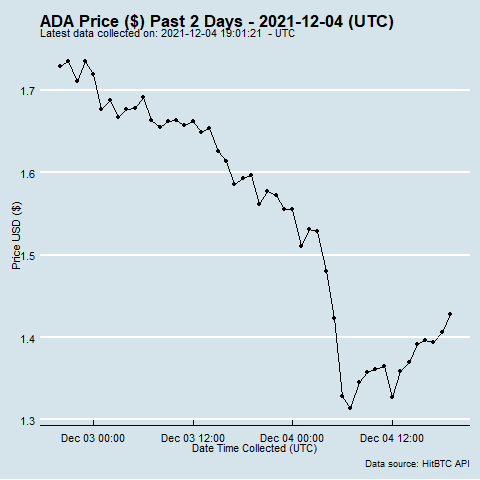 ADA Price ($) Past 2 Days - 2021-12-04 (UTC)
Latest data collected on: 2021-12-04 19:01:21 - UTC
1.7
1.6
1.5
1.4
1.3
Price USD ($)
Dec 03 00:00 Dec 03 12:00 Dec 04 00:00 Dec 04 12:00
Date Time Collected (UTC)
Data source: HitBTC API